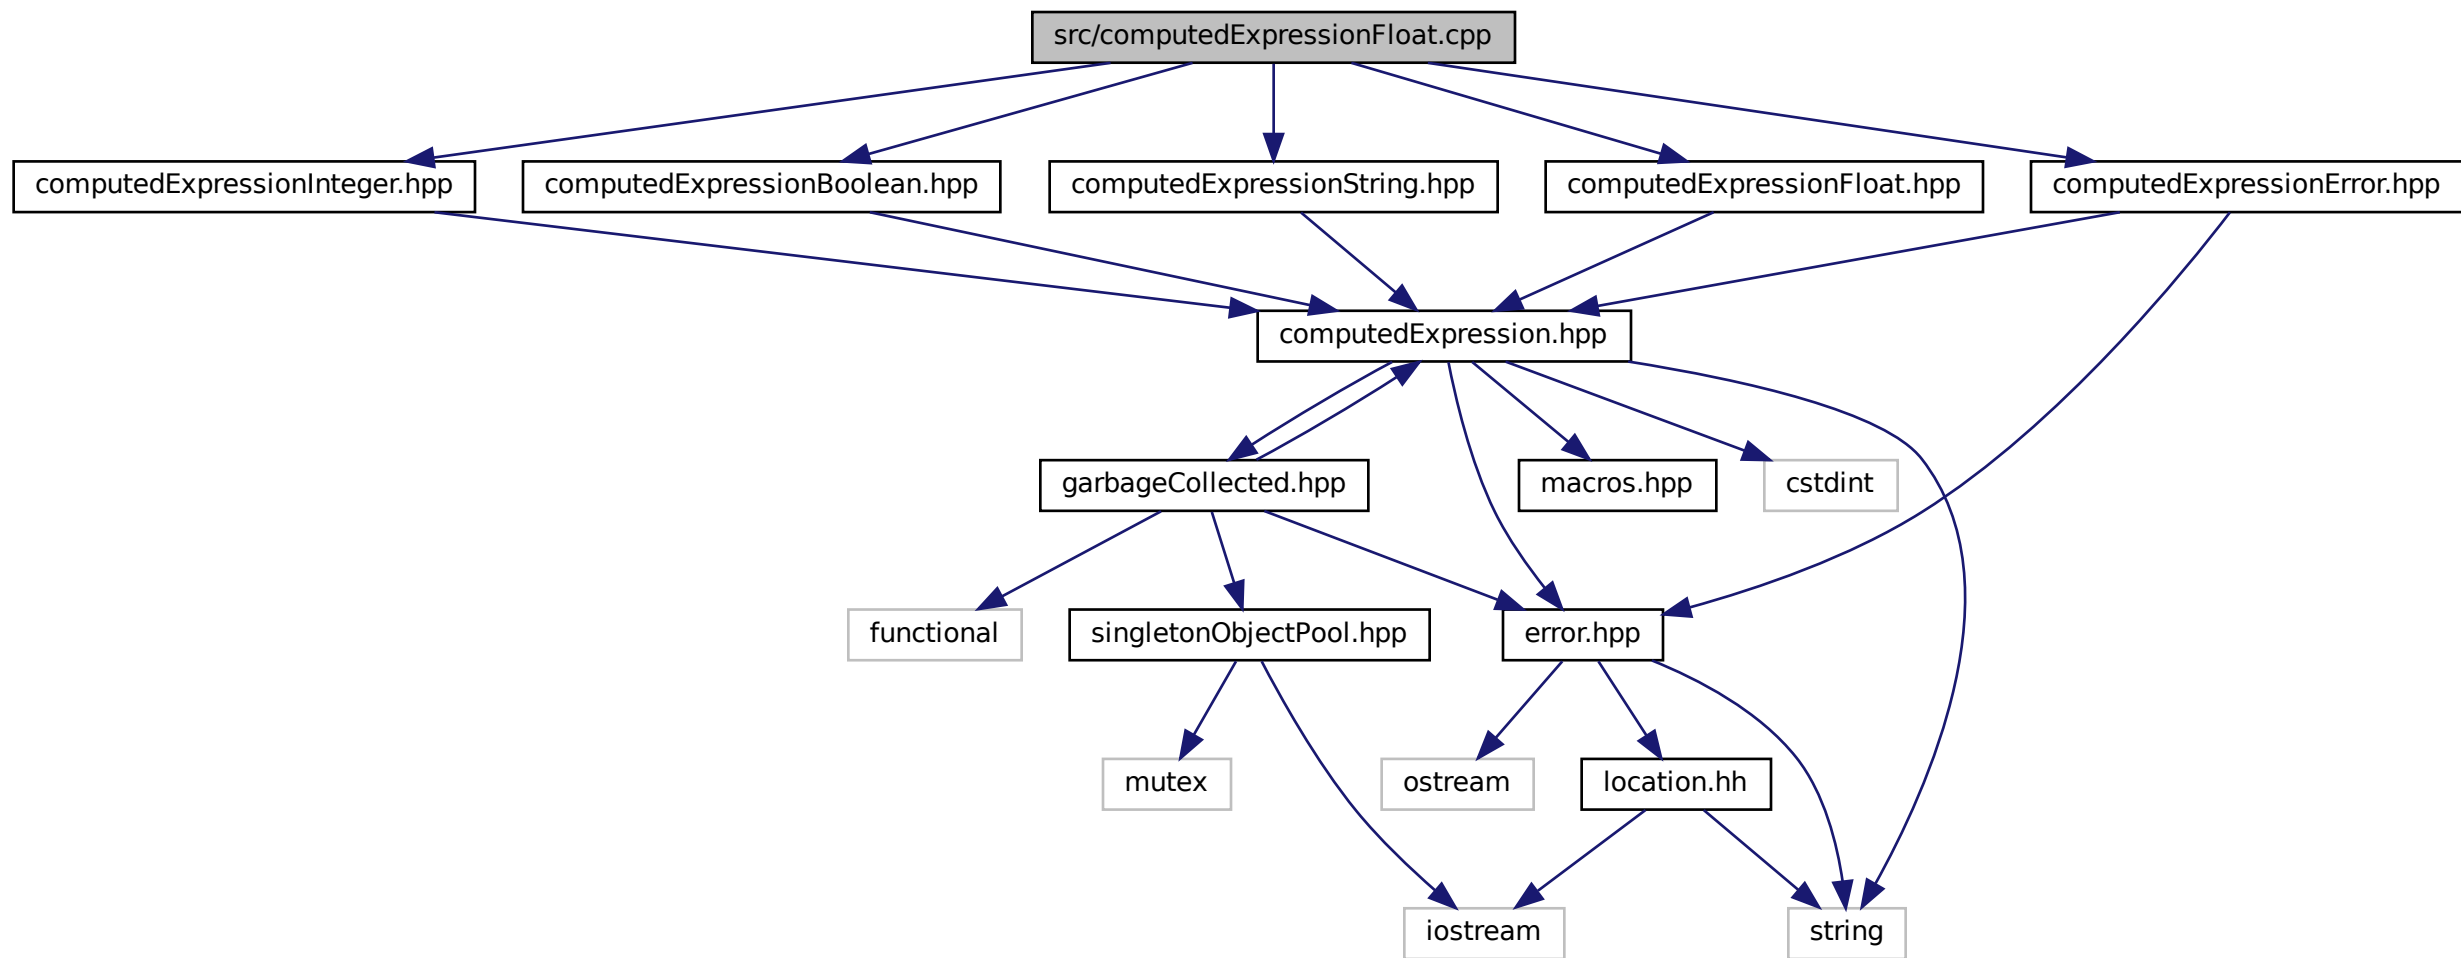 src/computedExpressionFloat.cpp
computedExpressionInteger.hpp
computedExpressionBoolean.hpp
computedExpressionString.hpp
computedExpressionFloat.hpp
computedExpressionError.hpp
computedExpression.hpp
garbageCollected.hpp
macros.hpp
cstdint
functional
singletonObjectPool.hpp
error.hpp
mutex
ostream
location.hh
iostream
string